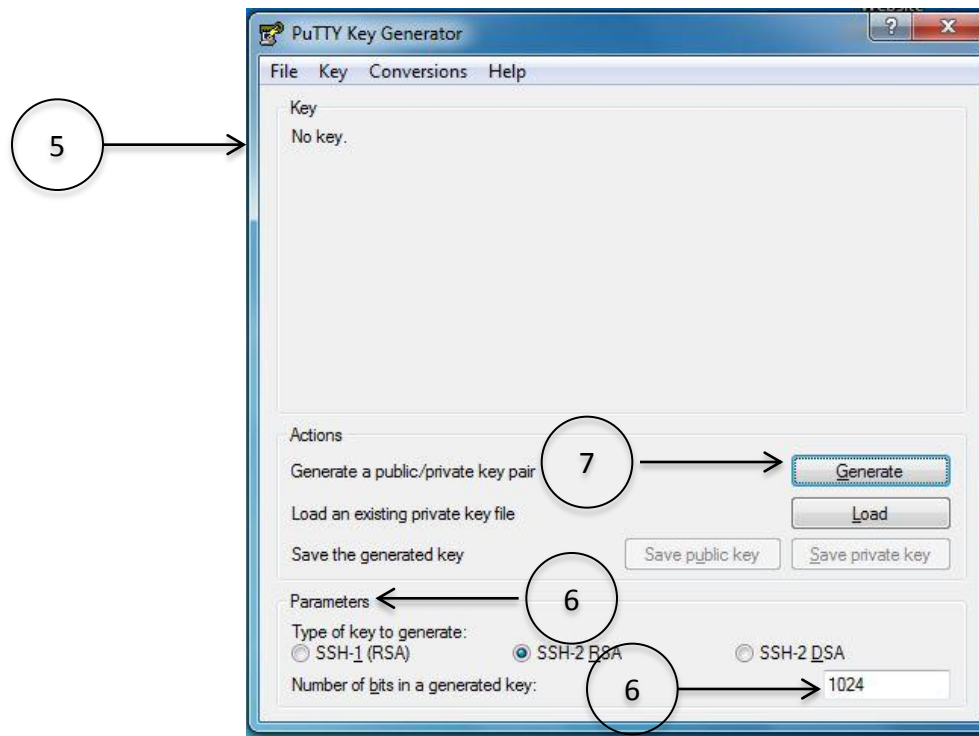 Website
PuTTY Key Generator
File Key Conversions Help
Key
5
No key.
Actions
Generate a public/private key pair 7 Generate
Load an existing private key file Load
Save the generated key Save public key Save private key
Parameters 6
Type of key to generate:
SSH-1 (RSA) SSH-2 RSA SSH-2 DSA
Number of bits in a generated key: 6 1024